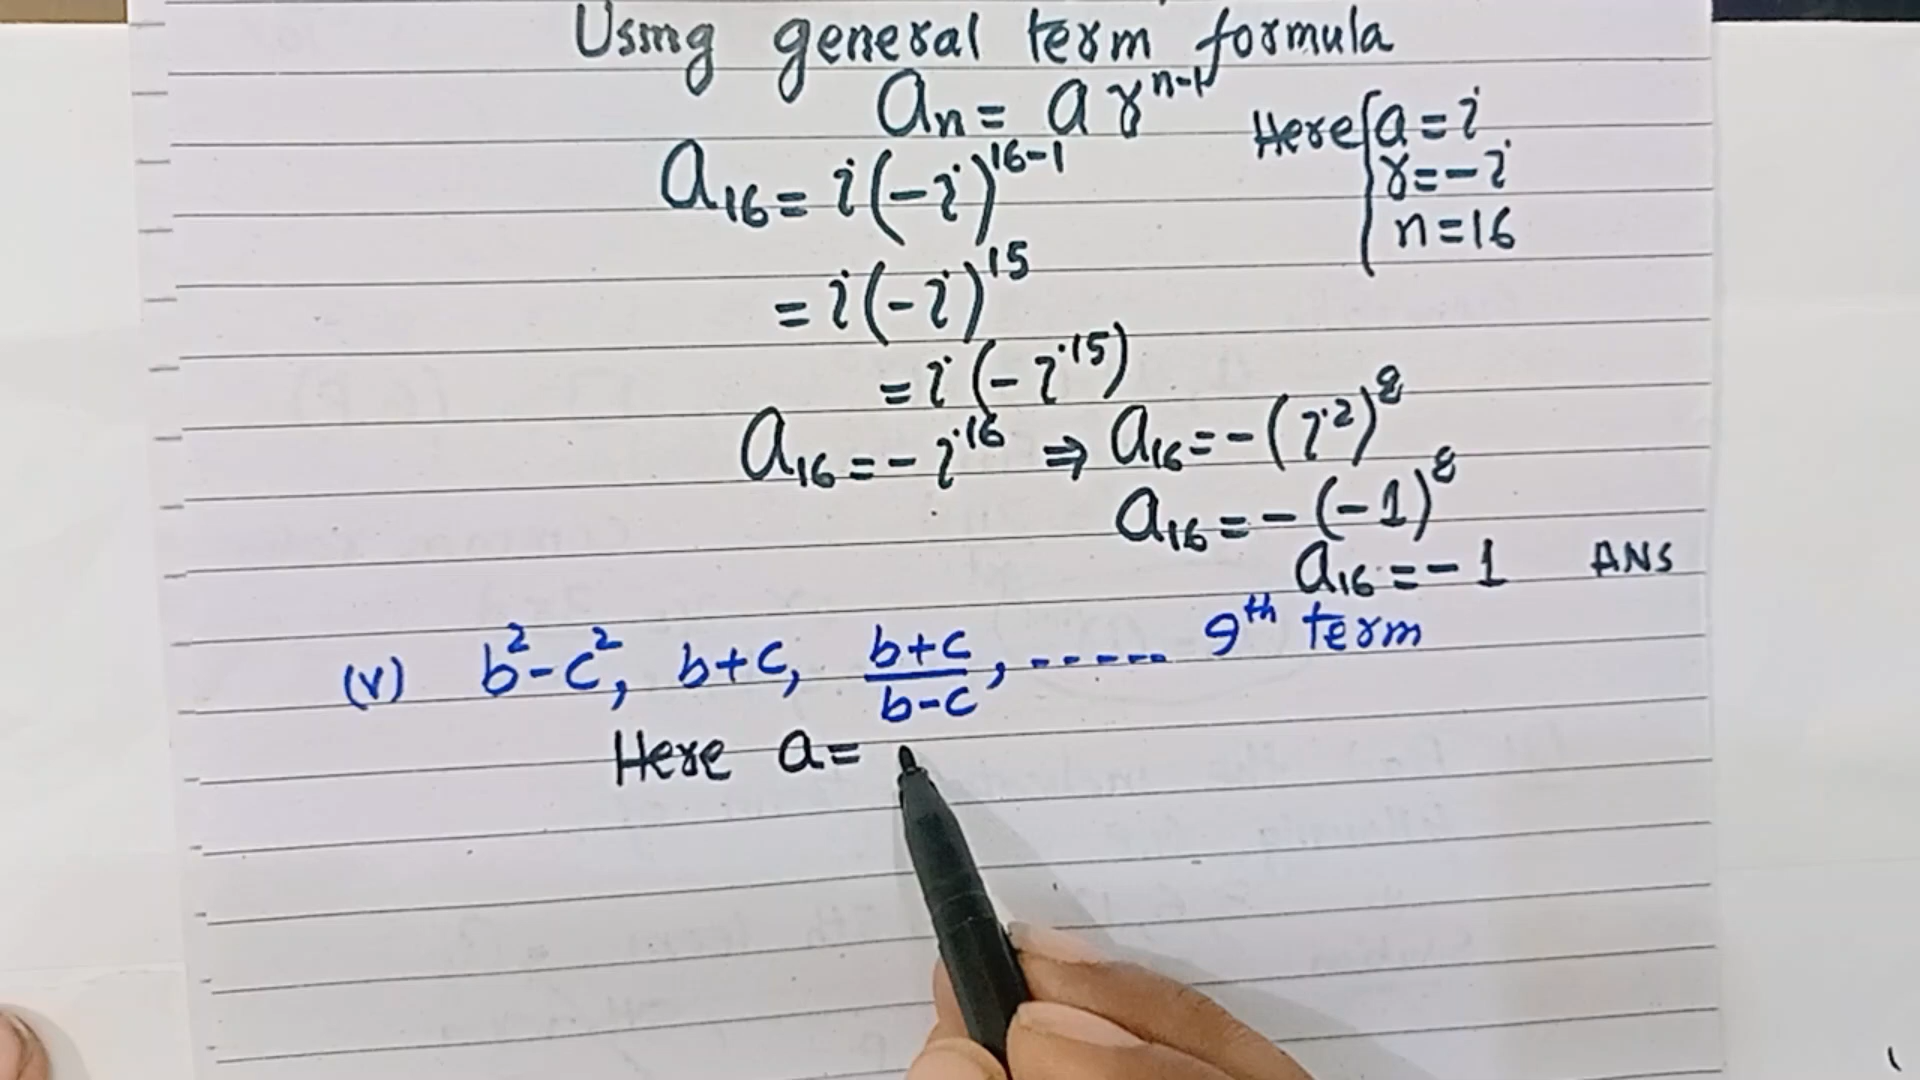 Using general term formula
aₙ = a r^(n-1)
Here { a = i
r = -i
n = 16
a₁₆ = i(-i)^(16-1)
= i(-i)^15
= i(-i^15)
a₁₆ = -i^16 ⇒ a₁₆ = -(i^2)^8
a₁₆ = -(-1)^8
a₁₆ = -1 ANS
(v) b²-c², b+c, (b+c)/(b-c), ------ 9th term
Here a =